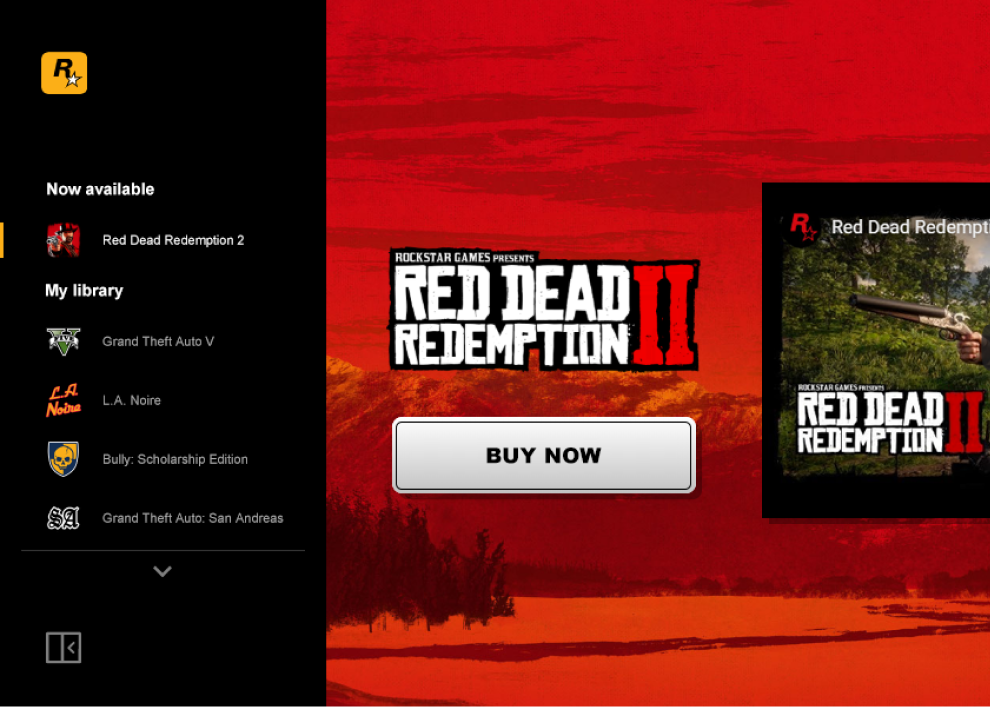 R
Now available
Red Dead Redemption 2
My library
Grand Theft Auto V
L.A. Noire
L.A. Noire
Bully: Scholarship Edition
SA
Grand Theft Auto: San Andreas
ROCKSTAR GAMES PRESENTS
RED DEAD
REDEMPTION II
BUY NOW
R
Red Dead Redempti
ROCKSTAR GAMES PRESENTS
RED DEAD
REDEMPTION II